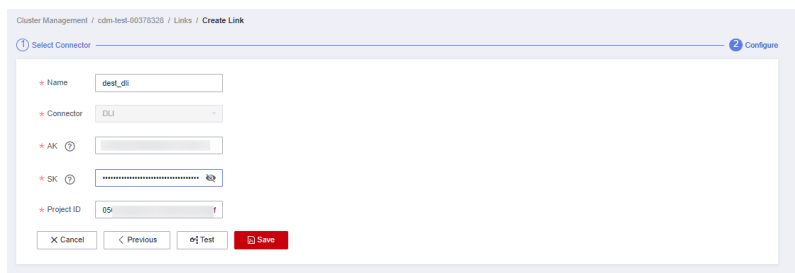 Cluster Management / cdm-test-00378328 / Links / Create Link
1 Select Connector 2 Configure
* Name dest_dli
* Connector DLI
* AK ?
* SK ? ••••••••••••••••••••••••••••••••••
* Project ID 05 f
Cancel Previous Test Save